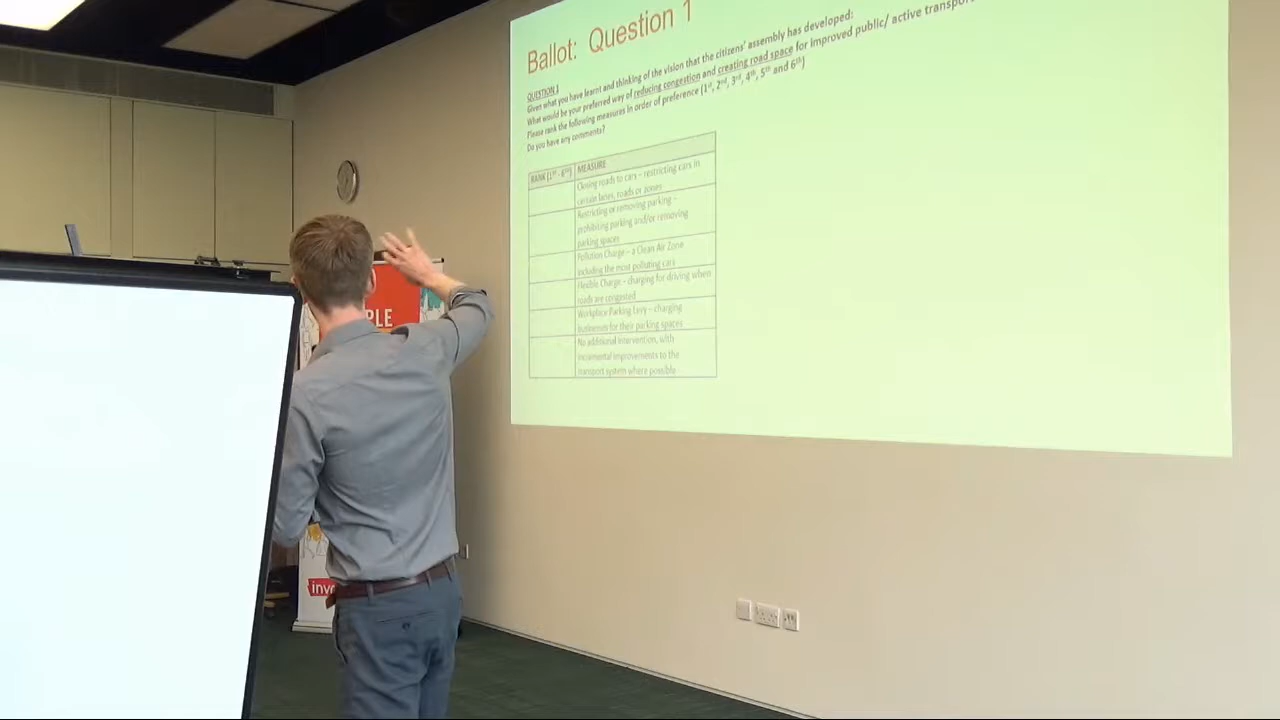 Ballot: Question 1
QUESTION 1
Given what you have learnt and thinking of the vision that the citizens' assembly has developed:
What would be your preferred way of reducing congestion and creating road space for improved public/ active transpor
Please rank the following measures in order of preference (1st, 2nd, 3rd, 4th, 5th and 6th)
Do you have any comments?
RANK (1st - 6th) MEASURE
Closing roads to cars – restricting cars in
certain lanes, roads or zones
Restricting or removing parking –
prohibiting parking and/or removing
parking spaces
Pollution Charge – a Clean Air Zone
including the most polluting cars
Flexible Charge – charging for driving when
roads are congested
Workplace Parking Levy – charging
businesses for their parking spaces
No additional intervention, with
incremental improvements to the
transport system where possible
PLE
inv